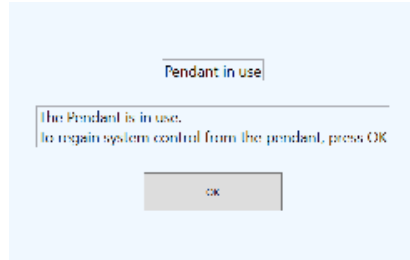 Pendant in use
The Pendant is in use.
To regain system control from the pendant, press OK
OK